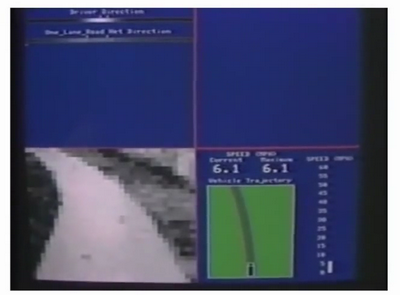 Driver Direction
One_Lane_Road_Net Direction
SPEED (MPH)
Current Maximum
6.1 6.1
Vehicle Trajectory
SPEED (MPH)
60
55
50
45
40
35
30
25
20
15
10
5
0